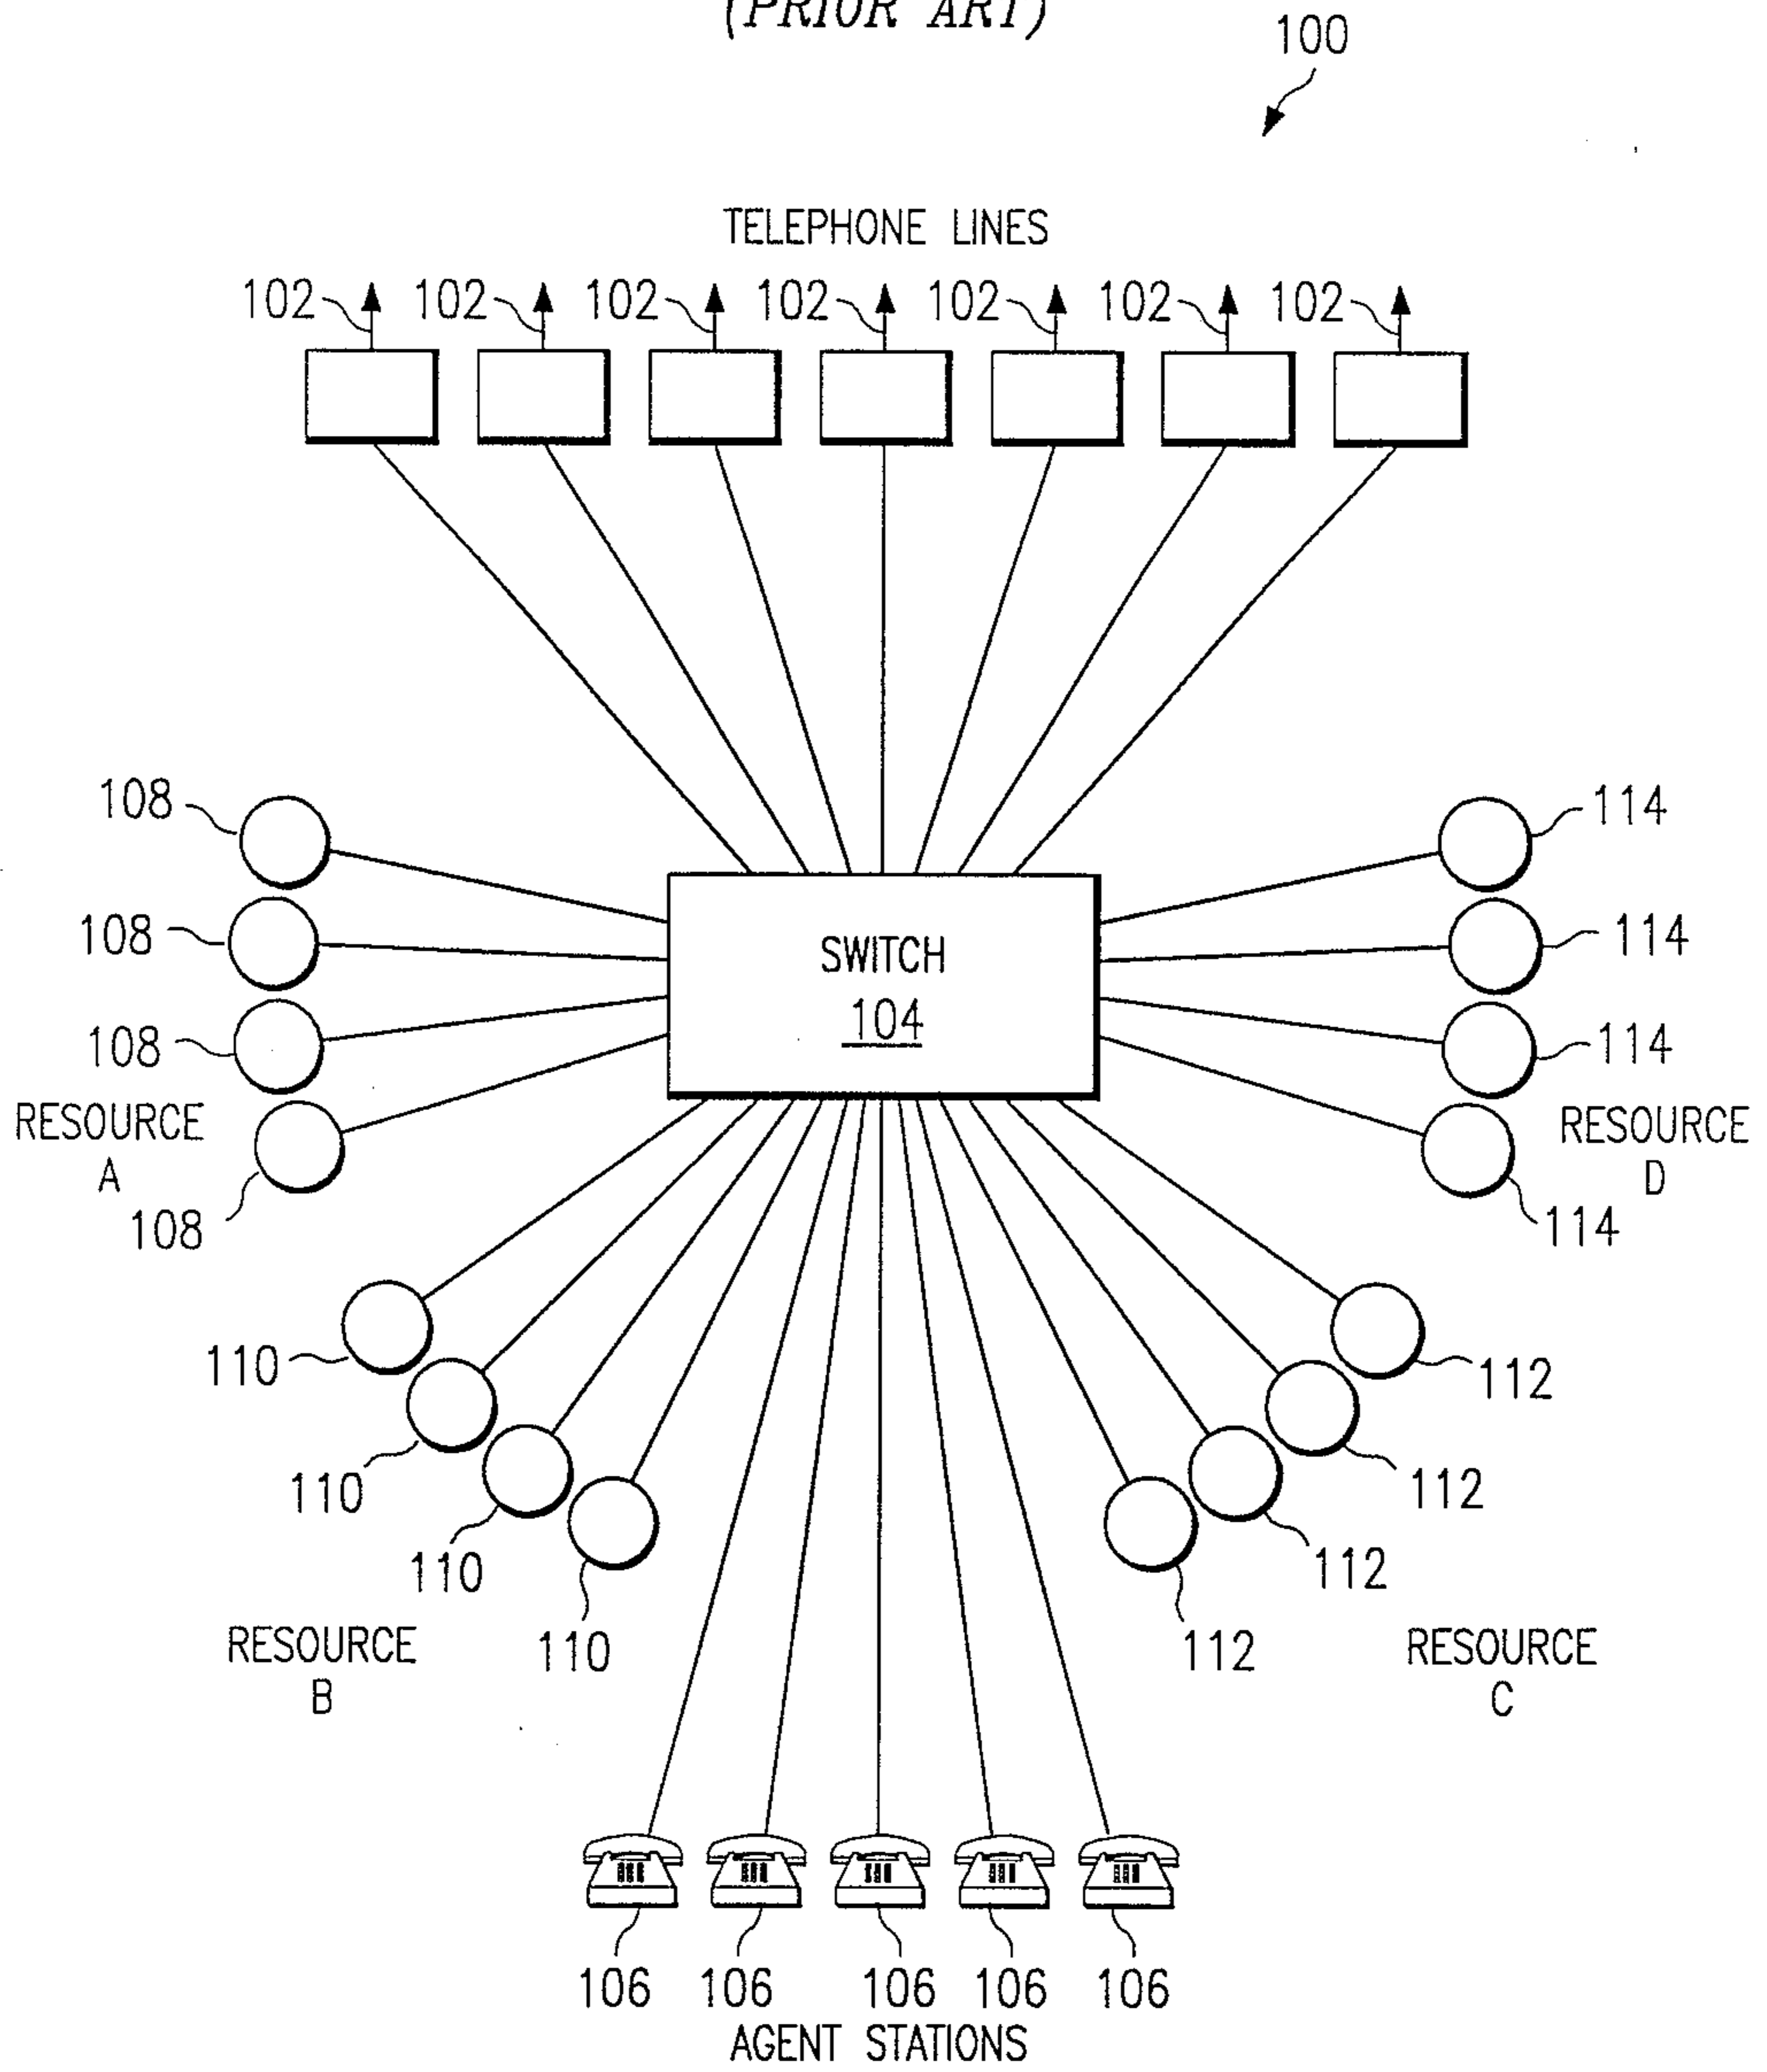 (PRIOR ART)
100
TELEPHONE LINES
102 102 102 102 102 102 102
108
114
108
114
SWITCH
104
108
114
RESOURCE
A
RESOURCE
D
108
114
110
112
110
112
110
112
110
112
RESOURCE
B
RESOURCE
C
106 106 106 106 106
AGENT STATIONS